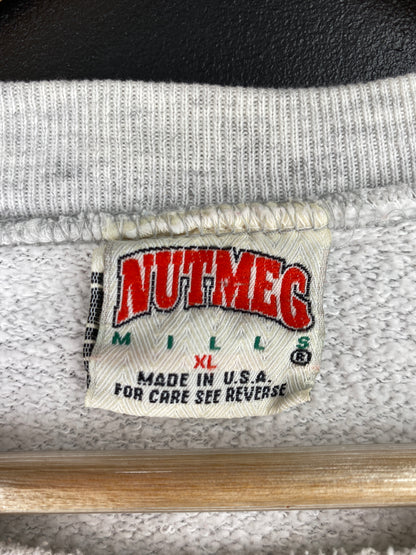 NUTMEG
MILLS ®
XL
MADE IN U.S.A.
FOR CARE SEE REVERSE